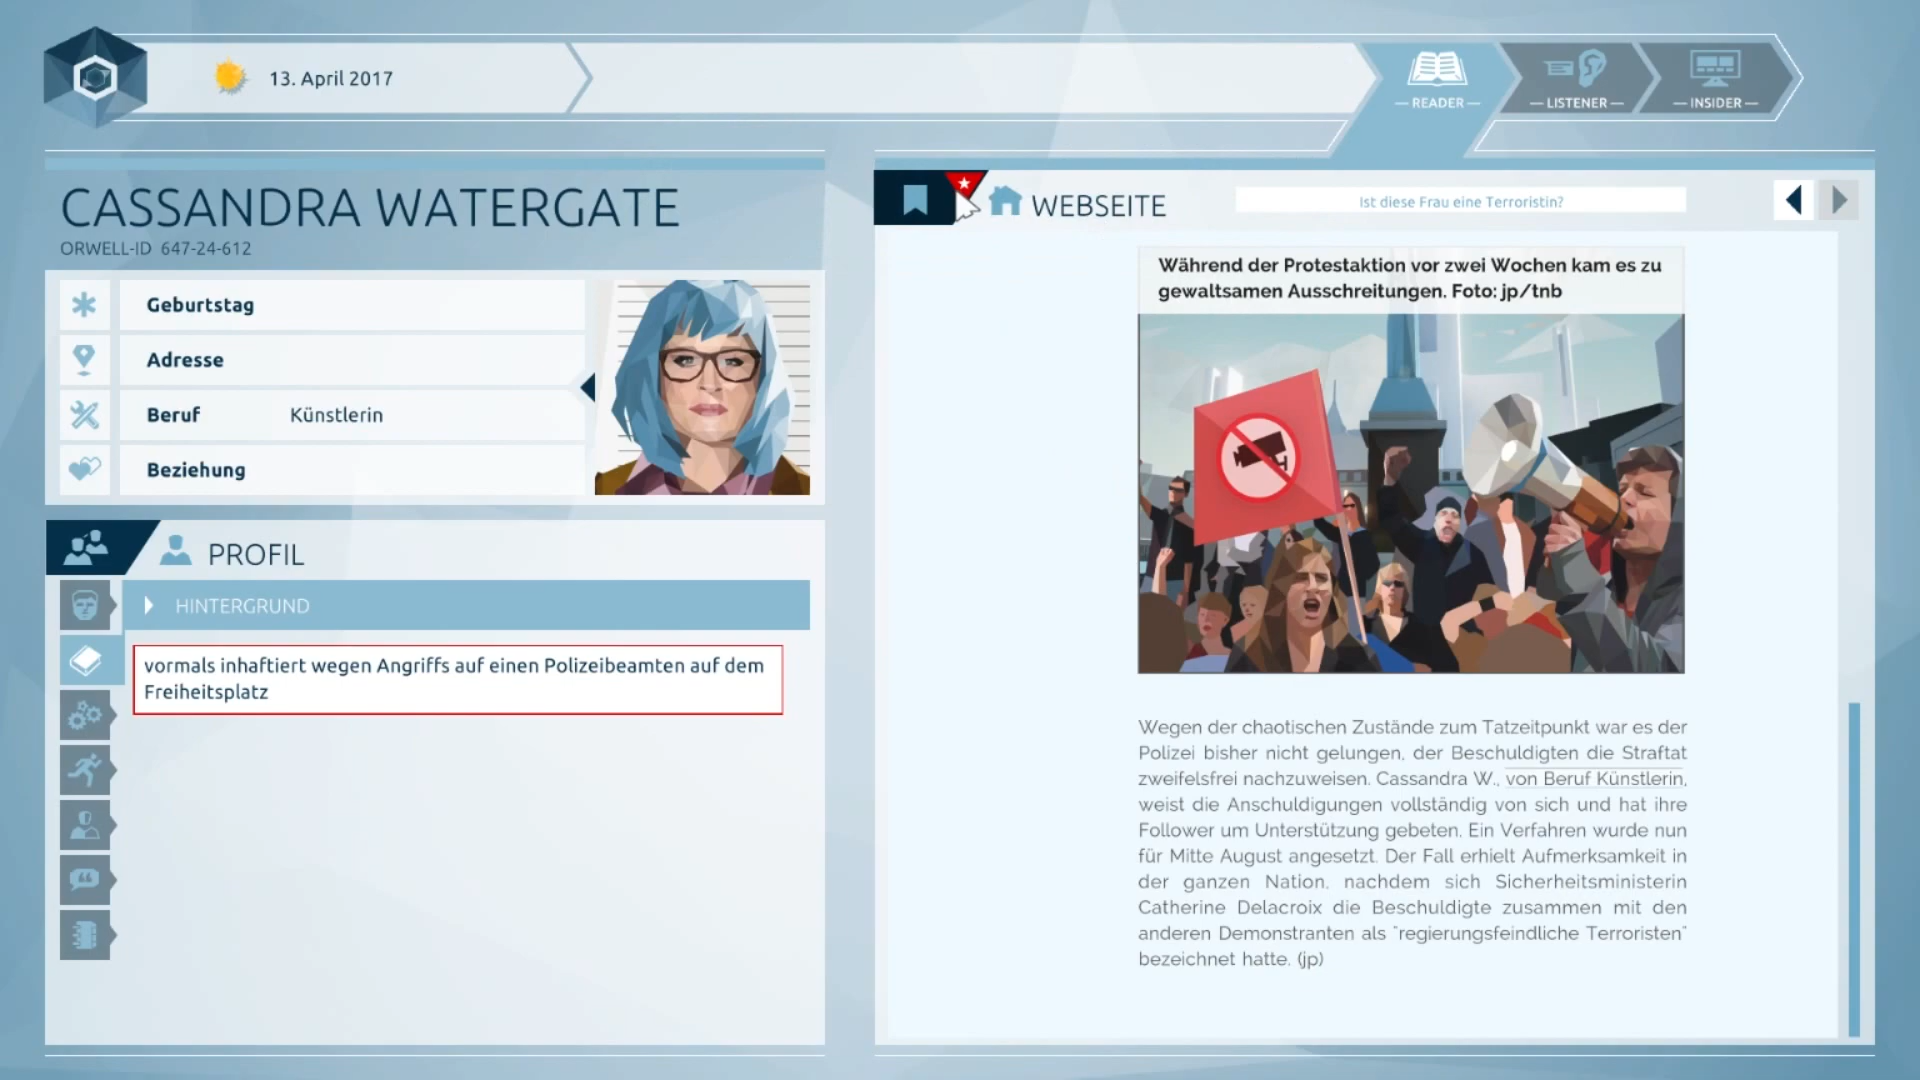 13. April 2017
READER
LISTENER
INSIDER
CASSANDRA WATERGATE
ORWELL-ID 647-24-612
Geburtstag
Adresse
Beruf Künstlerin
Beziehung
PROFIL
HINTERGRUND
vormals inhaftiert wegen Angriffs auf einen Polizeibeamten auf dem
Freiheitsplatz
WEBSEITE
Ist diese Frau eine Terroristin?
Während der Protestaktion vor zwei Wochen kam es zu
gewaltsamen Ausschreitungen. Foto: jp/tnb
Wegen der chaotischen Zustände zum Tatzeitpunkt war es der
Polizei bisher nicht gelungen, der Beschuldigten die Straftat
zweifelsfrei nachzuweisen. Cassandra W., von Beruf Künstlerin,
weist die Anschuldigungen vollständig von sich und hat ihre
Follower um Unterstützung gebeten. Ein Verfahren wurde nun
für Mitte August angesetzt. Der Fall erhielt Aufmerksamkeit in
der ganzen Nation, nachdem sich Sicherheitsministerin
Catherine Delacroix die Beschuldigte zusammen mit den
anderen Demonstranten als "regierungsfeindliche Terroristen"
bezeichnet hatte. (jp)